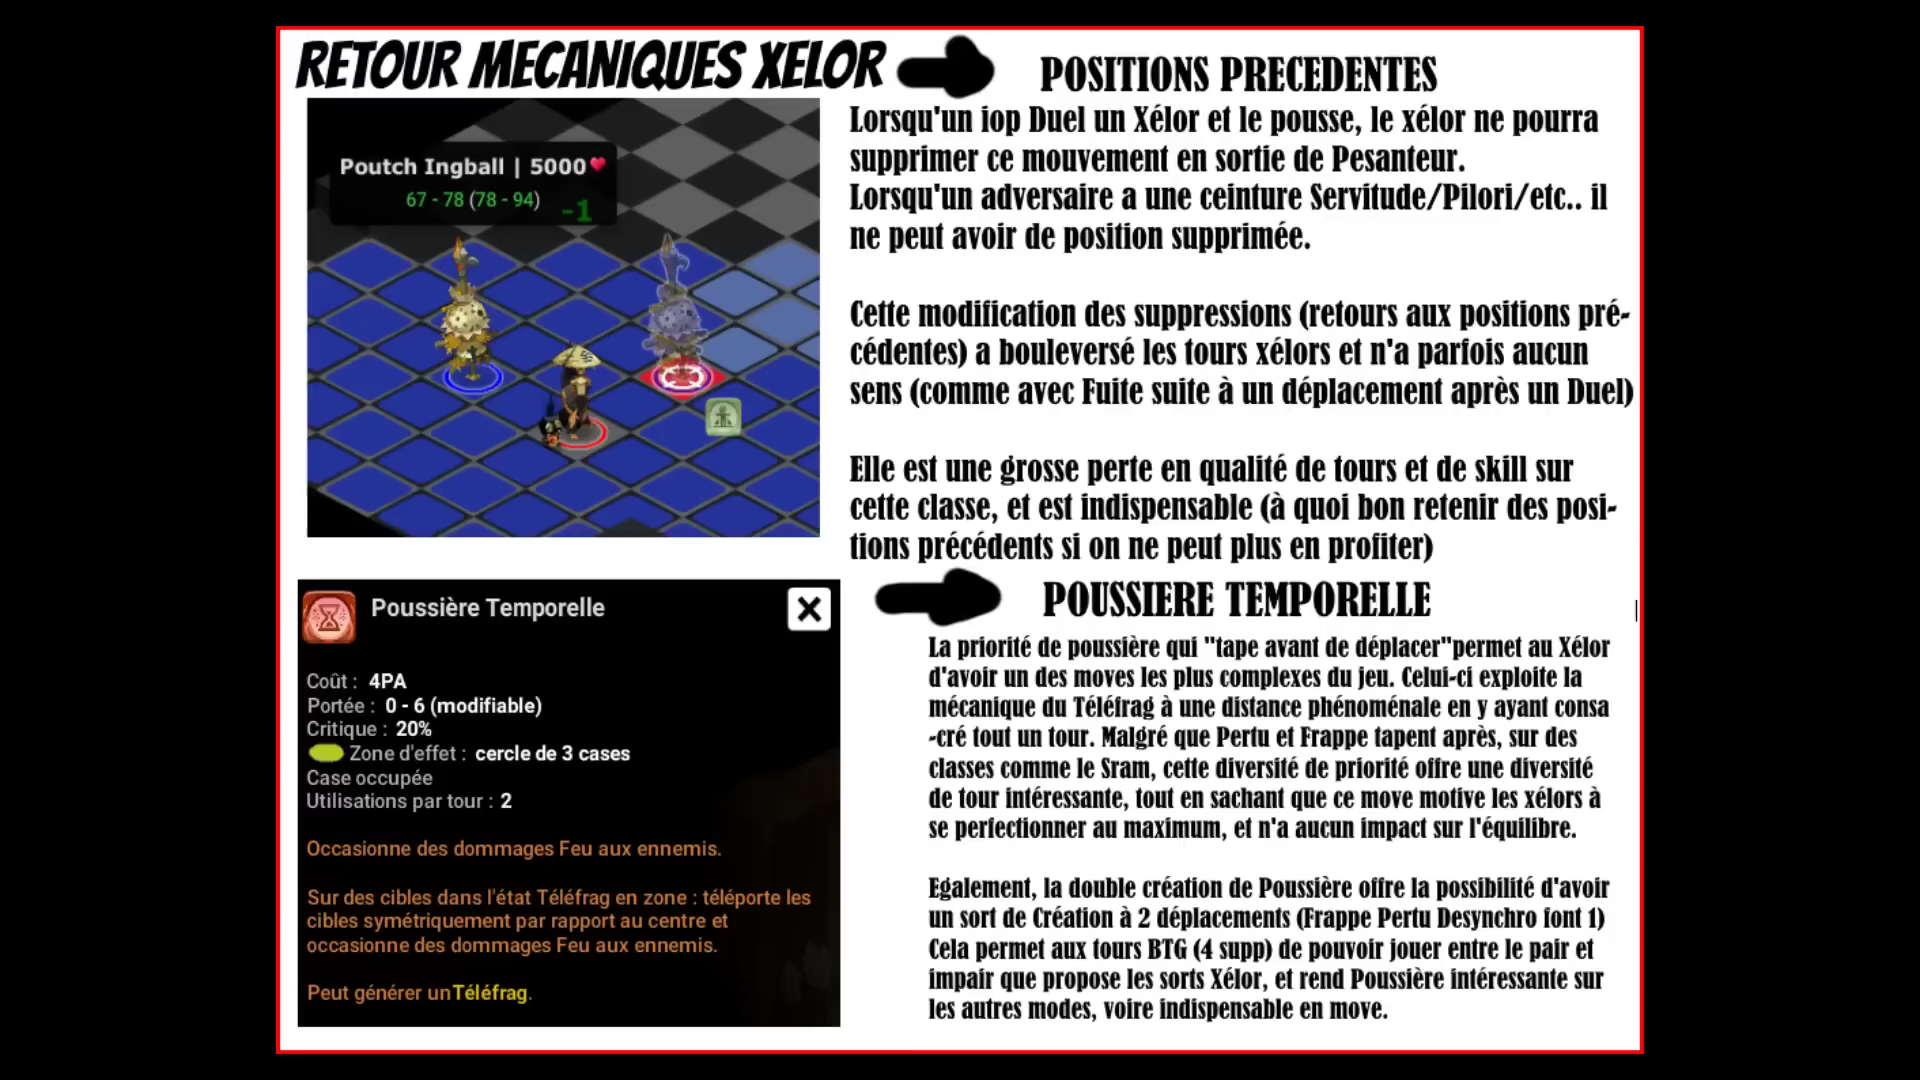 RETOUR MECANIQUES XELOR
POSITIONS PRECEDENTES
Poutch Ingball | 5000
67 - 78 (78 - 94)
-1
Lorsqu'un iop Duel un Xélor et le pousse, le xélor ne pourra
supprimer ce mouvement en sortie de Pesanteur.
Lorsqu'un adversaire a une ceinture Servitude/Pilori/etc.. il
ne peut avoir de position supprimée.
Cette modification des suppressions (retours aux positions pré-
cédentes) a bouleversé les tours xélors et n'a parfois aucun
sens (comme avec Fuite suite à un déplacement après un Duel)
Elle est une grosse perte en qualité de tours et de skill sur
cette classe, et est indispensable (à quoi bon retenir des posi-
tions précédents si on ne peut plus en profiter)
Poussière Temporelle
Coût : 4PA
Portée : 0 - 6 (modifiable)
Critique : 20%
Zone d'effet : cercle de 3 cases
Case occupée
Utilisations par tour : 2
Occasionne des dommages Feu aux ennemis.
Sur des cibles dans l'état Téléfrag en zone : téléporte les
cibles symétriquement par rapport au centre et
occasionne des dommages Feu aux ennemis.
Peut générer un Téléfrag.
POUSSIERE TEMPORELLE
La priorité de poussière qui "tape avant de déplacer"permet au Xélor
d'avoir un des moves les plus complexes du jeu. Celui-ci exploite la
mécanique du Téléfrag à une distance phénoménale en y ayant consa
-cré tout un tour. Malgré que Pertu et Frappe tapent après, sur des
classes comme le Sram, cette diversité de priorité offre une diversité
de tour intéressante, tout en sachant que ce move motive les xélors à
se perfectionner au maximum, et n'a aucun impact sur l'équilibre.
Egalement, la double création de Poussière offre la possibilité d'avoir
un sort de Création à 2 déplacements (Frappe Pertu Desynchro font 1)
Cela permet aux tours BTG (4 supp) de pouvoir jouer entre le pair et
impair que propose les sorts Xélor, et rend Poussière intéressante sur
les autres modes, voire indispensable en move.